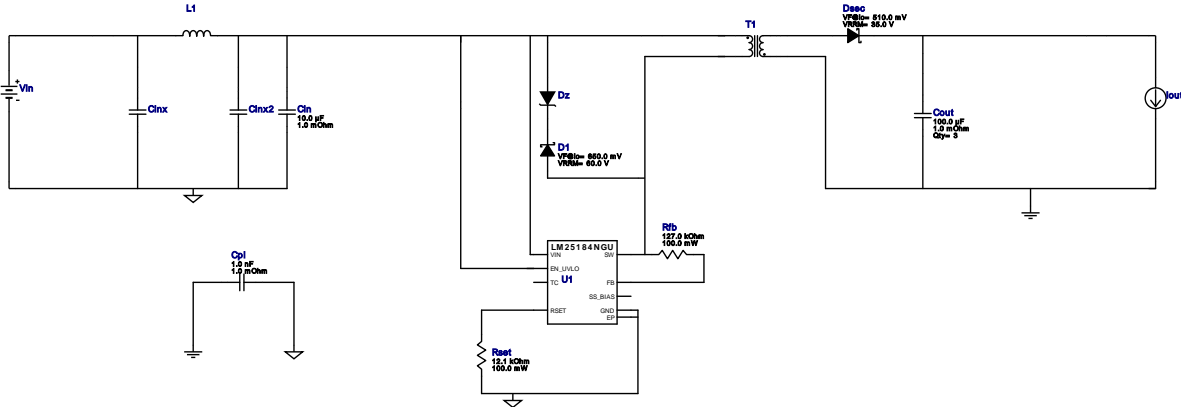 L1
Vin
+
-
Cinx
Cinx2
Cin
10.0 µF
1.0 mOhm
Dz
D1
VF@Io= 650.0 mV
VRRM= 60.0 V
T1
Dsec
VF@Io= 510.0 mV
VRRM= 35.0 V
Cout
100.0 µF
1.0 mOhm
Qty= 3
Iout
Rfb
127.0 kOhm
100.0 mW
LM25184NGU
VIN
SW
EN_UVLO
TC
U1
FB
SS_BIAS
RSET
GND
EP
Cpl
1.0 nF
1.0 mOhm
Rset
12.1 kOhm
100.0 mW